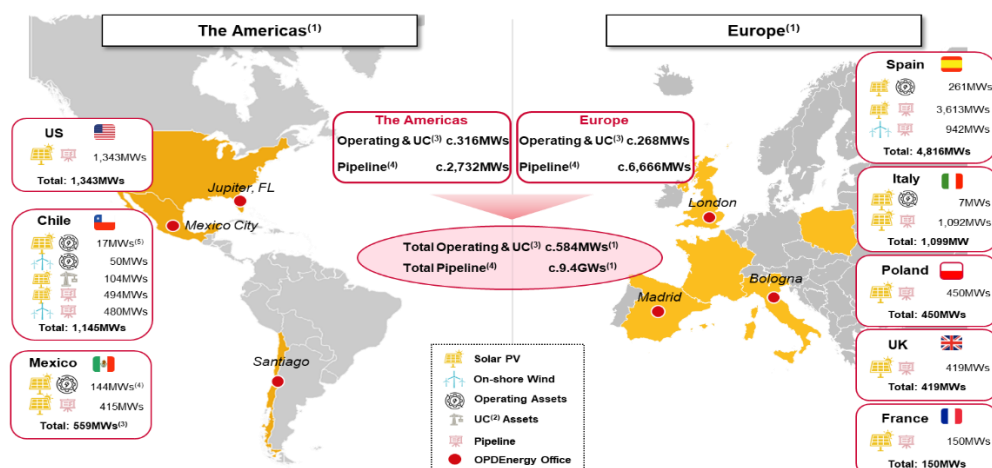 The Americas(1)
Europe(1)
US
1,343MWs
Total: 1,343MWs
Chile
17MWs(5)
50MWs
104MWs
494MWs
480MWs
Total: 1,145MWs
Mexico
144MWs(4)
415MWs
Total: 559MWs(3)
Jupiter, FL
Mexico City
Santiago
The Americas
Operating & UC(3) c.316MWs
Pipeline(4) c.2,732MWs
Europe
Operating & UC(3) c.268MWs
Pipeline(4) c.6,666MWs
Total Operating & UC(3) c.584MWs(1)
Total Pipeline(4) c.9.4GWs(1)
Solar PV
On-shore Wind
Operating Assets
UC(2) Assets
Pipeline
OPDEnergy Office
London
Madrid
Bologna
Spain
261MWs
3,613MWs
942MWs
Total: 4,816MWs
Italy
7MWs
1,092MWs
Total: 1,099MW
Poland
450MWs
Total: 450MWs
UK
419MWs
Total: 419MWs
France
150MWs
Total: 150MWs